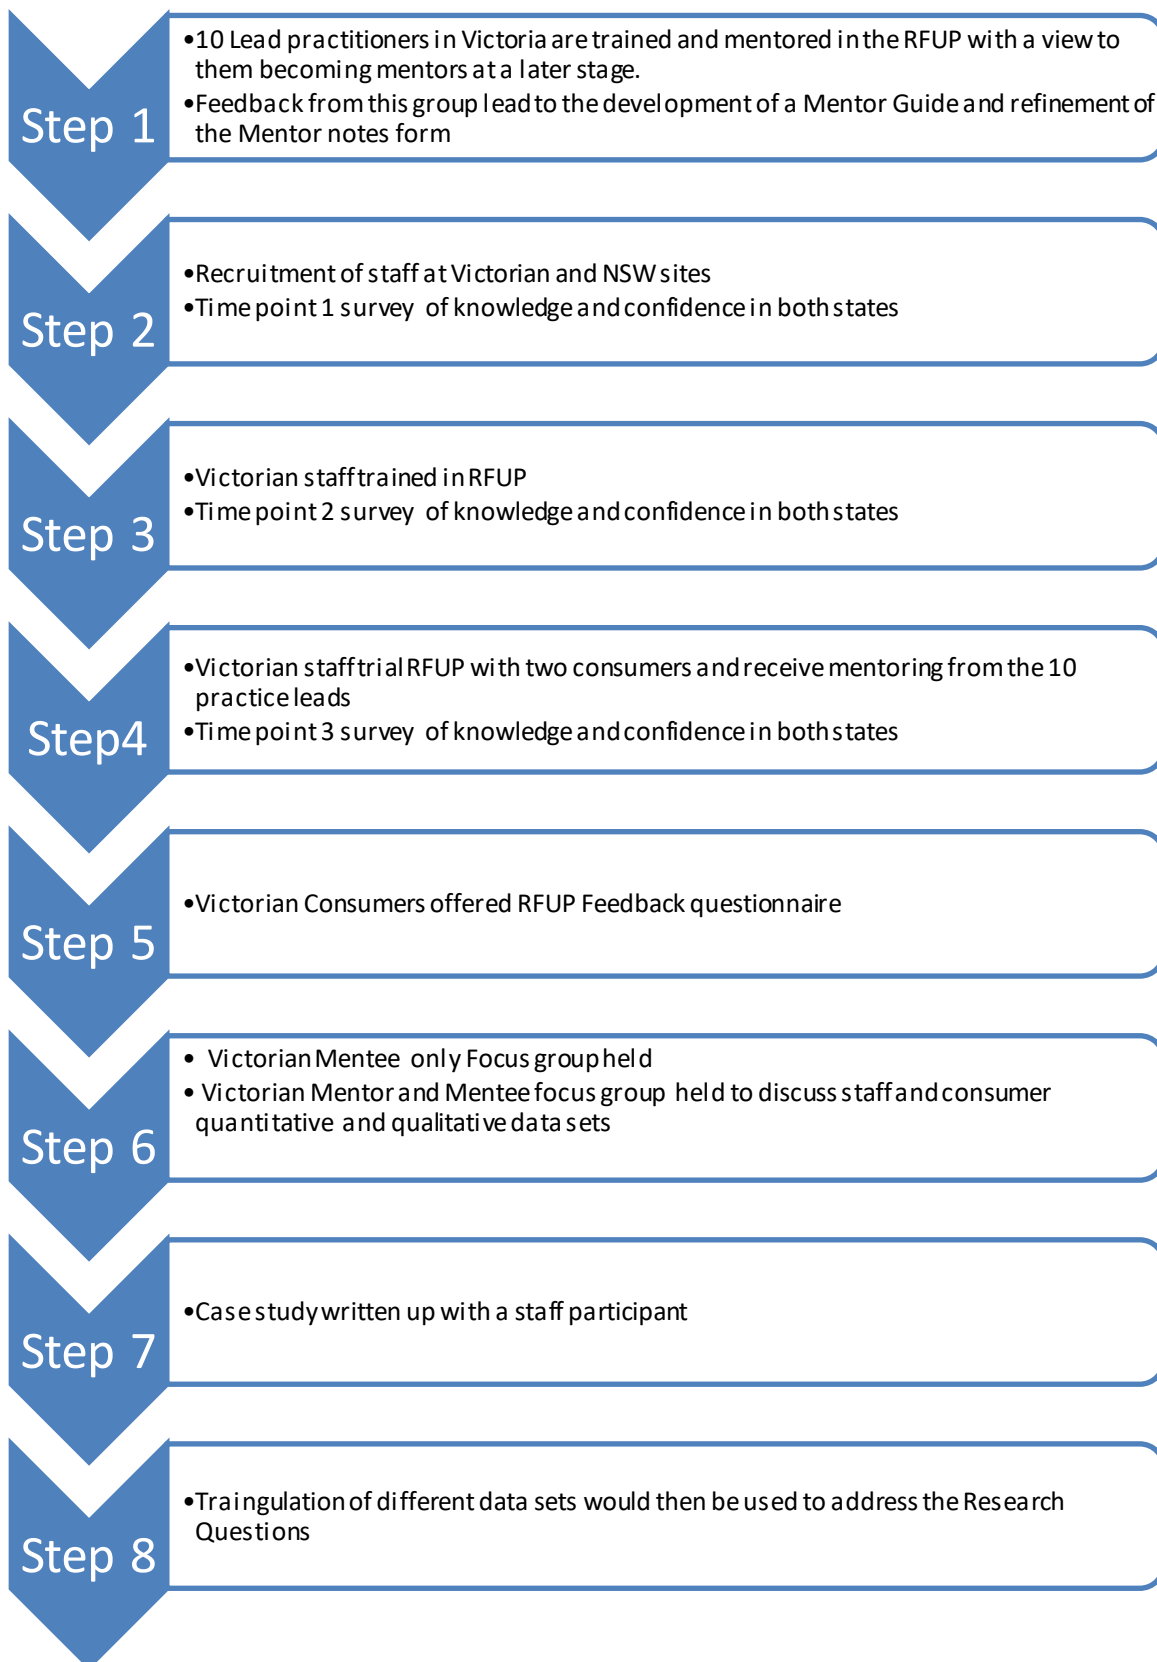 Step 1
•10 Lead practitioners in Victoria are trained and mentored in the RFUP with a view to
them becoming mentors at a later stage.
•Feedback from this group lead to the development of a Mentor Guide and refinement of
the Mentor notes form
Step 2
•Recruitment of staff at Victorian and NSW sites
•Time point 1 survey of knowledge and confidence in both states
Step 3
•Victorian staff trained in RFUP
•Time point 2 survey of knowledge and confidence in both states
Step4
•Victorian staff trial RFUP with two consumers and receive mentoring from the 10
practice leads
•Time point 3 survey of knowledge and confidence in both states
Step 5
•Victorian Consumers offered RFUP Feedback questionnaire
Step 6
• Victorian Mentee only Focus group held
• Victorian Mentor and Mentee focus group held to discuss staff and consumer
quantitative and qualitative data sets
Step 7
•Case study written up with a staff participant
Step 8
•Traingulation of different data sets would then be used to address the Research
Questions